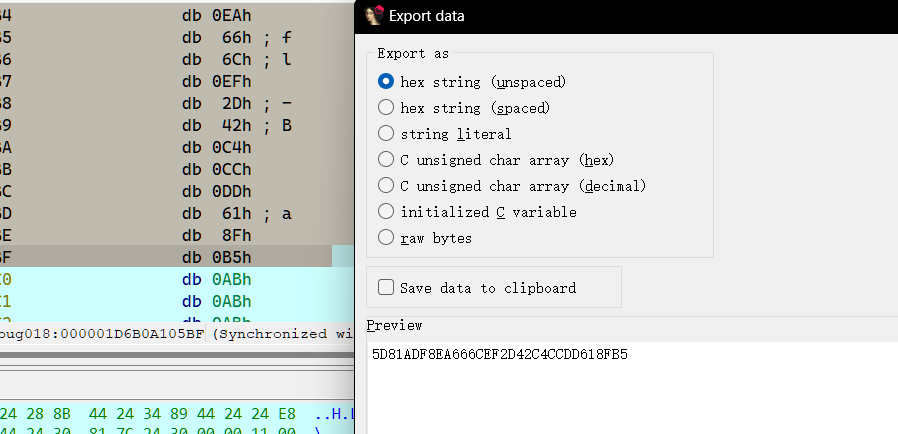 34 db 0EAh
35 db 66h ; f
36 db 6Ch ; l
37 db 0EFh
38 db 2Dh ; -
39 db 42h ; B
3A db 0C4h
3B db 0CCh
3C db 0DDh
3D db 61h ; a
3E db 8Fh
3F db 0B5h
C0 db 0ABh
C1 db 0ABh
db 0ABh
oug018:000001D6B0A105BF (Synchronized wi
24 28 8B 44 24 34 89 44 24 24 E8 ..H.L
44 24 30 81 7C 24 30 00 00 11 00
Export data
Export as
hex string (unspaced)
hex string (spaced)
string literal
C unsigned char array (hex)
C unsigned char array (decimal)
initialized C variable
raw bytes
Save data to clipboard
Preview
5D81ADF8EA666CEF2D42C4CCDD618FB5